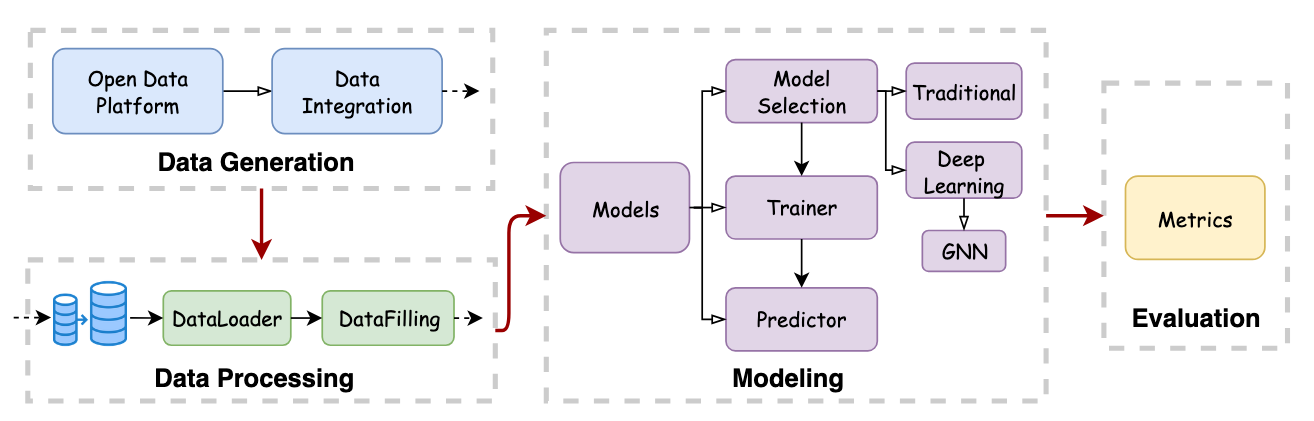 Open Data
Platform
Data
Integration
Data Generation
DataLoader
DataFilling
Data Processing
Models
Model
Selection
Traditional
Deep
Learning
GNN
Trainer
Predictor
Modeling
Metrics
Evaluation